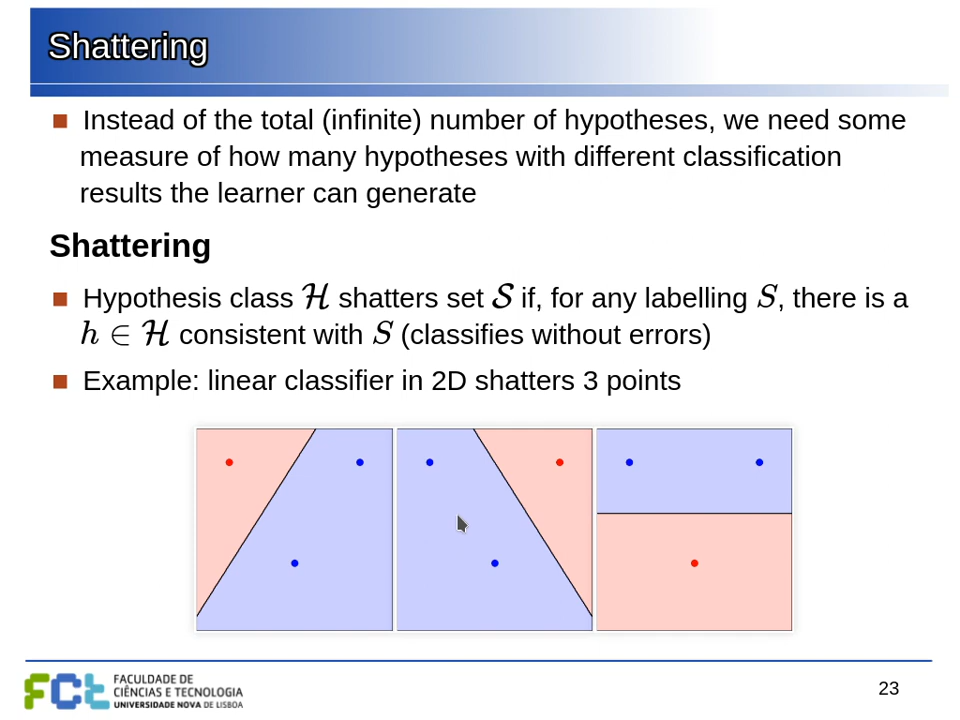 Shattering
Instead of the total (infinite) number of hypotheses, we need some
measure of how many hypotheses with different classification
results the learner can generate
Shattering
Hypothesis class ℋ shatters set 𝒮 if, for any labelling S, there is a
h ∈ ℋ consistent with S (classifies without errors)
Example: linear classifier in 2D shatters 3 points
FCt
FACULDADE DE
CIÊNCIAS E TECNOLOGIA
UNIVERSIDADE NOVA DE LISBOA
23